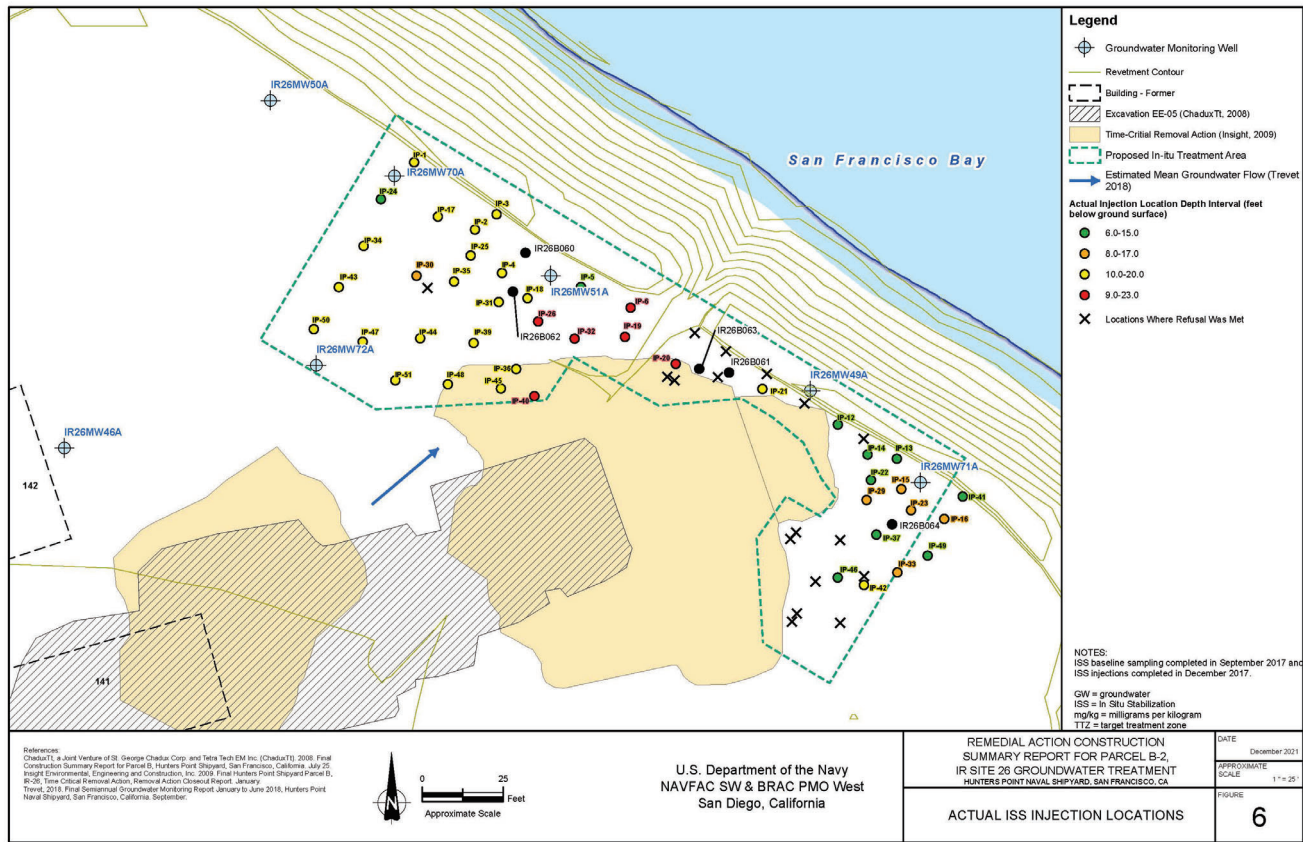 IR26MW50A
IP-1
IR26MW70A
IP-24
IP-17
IP-3
IP-2
IP-34
IP-25
IR26B060
IP-30
IP-35
IP-4
IP-43
IP-5
IR26MW51A
IP-18
IP-31
IP-6
IP-26
IP-50
IP-47
IP-44
IP-39
IR26B062
IP-32
IP-19
IR26B063,
IR26MW72A
IP-20
IR26B061
IP-36
IP-51
IP-48
IP-45
IP-40
IP-21
IR26MW49A
IP-12
IR26MW46A
IP-14
IP-13
IR26MW71A
IP-22
IP-15
IP-29
IP-41
IP-23
IP-16
IR26B064
IP-37
IP-49
IP-46
IP-33
IP-42
142
141
San Francisco Bay
Legend
Groundwater Monitoring Well
Revetment Contour
Building - Former
Excavation EE-05 (ChaduxTt, 2008)
Time-Critial Removal Action (Insight, 2009)
Proposed In-itu Treatment Area
Estimated Mean Groundwater Flow (Trevet
2018)
Actual Injection Location Depth Interval (feet
below ground surface)
6.0-15.0
8.0-17.0
10.0-20.0
9.0-23.0
Locations Where Refusal Was Met
NOTES:
ISS baseline sampling completed in September 2017 and
ISS injections completed in December 2017.
GW = groundwater
ISS = In Situ Stabilization
mg/kg = milligrams per kilogram
TTZ = target treatment zone
References:
ChaduxTt, a Joint Venture of St. George Chadux Corp. and Tetra Tech EM Inc. (ChaduxTt). 2008. Final
Construction Summary Report for Parcel B, Hunters Point Shipyard, San Francisco, California. July 25.
Insight Environmental, Engineering and Construction, Inc. 2009. Final Hunters Point Shipyard Parcel B,
IR-26, Time Critical Removal Action, Removal Action Closeout Report. January.
Trevet, 2018. Final Semiannual Groundwater Monitoring Report January to June 2018, Hunters Point
Naval Shipyard, San Francisco, California. September.
0 25
Feet
Approximate Scale
U.S. Department of the Navy
NAVFAC SW & BRAC PMO West
San Diego, California
REMEDIAL ACTION CONSTRUCTION
SUMMARY REPORT FOR PARCEL B-2,
IR SITE 26 GROUNDWATER TREATMENT
HUNTERS POINT NAVAL SHIPYARD, SAN FRANCISCO, CA
ACTUAL ISS INJECTION LOCATIONS
DATE
December 2021
APPROXIMATE
SCALE
1 " = 25 '
FIGURE
6